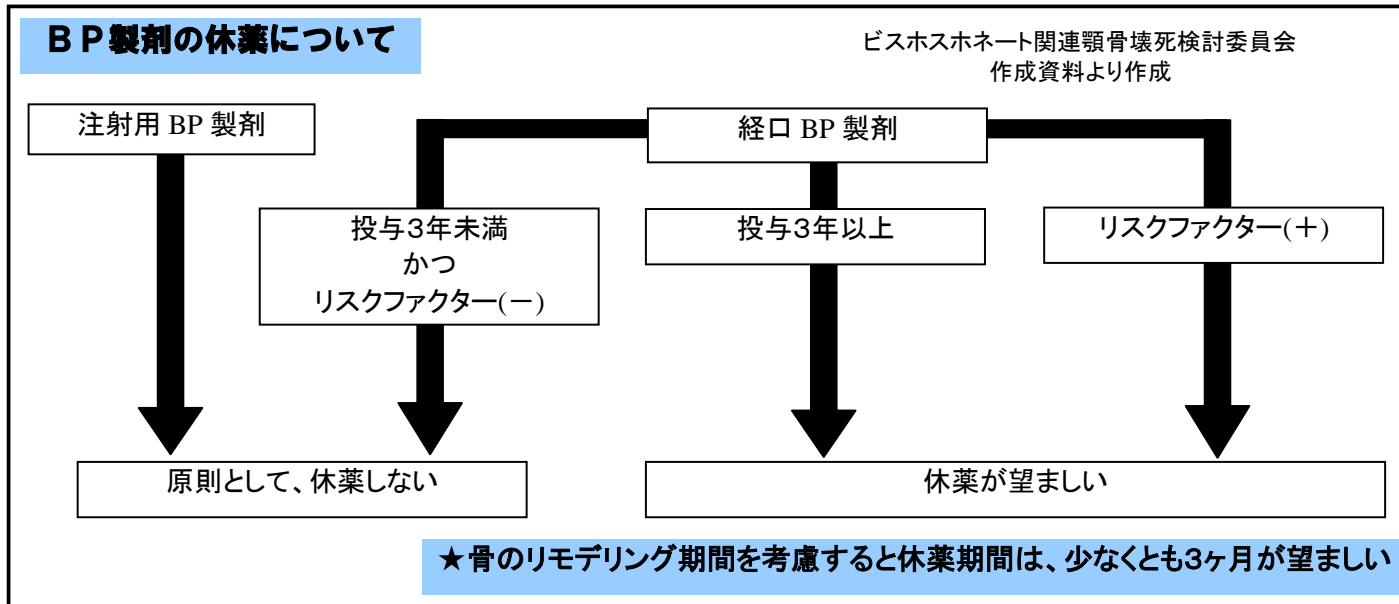 ＢＰ製剤の休薬について
ビスホスホネート関連顎骨壊死検討委員会
作成資料より作成
注射用 BP 製剤
経口 BP 製剤
投与３年未満
かつ
リスクファクター(－)
投与３年以上
リスクファクター(＋)
原則として、休薬しない
休薬が望ましい
★骨のリモデリング期間を考慮すると休薬期間は、少なくとも３ヶ月が望ましい